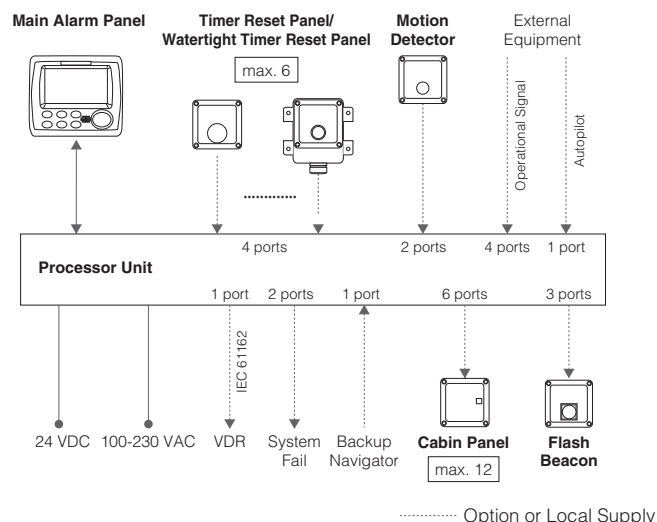 Main Alarm Panel
Timer Reset Panel/
Watertight Timer Reset Panel
max. 6
Motion
Detector
External
Equipment
Operational Signal
Autopilot
4 ports
2 ports
4 ports
1 port
Processor Unit
1 port
2 ports
1 port
6 ports
3 ports
IEC 61162
24 VDC
100-230 VAC
VDR
System
Fail
Backup
Navigator
Cabin Panel
max. 12
Flash
Beacon
Option or Local Supply